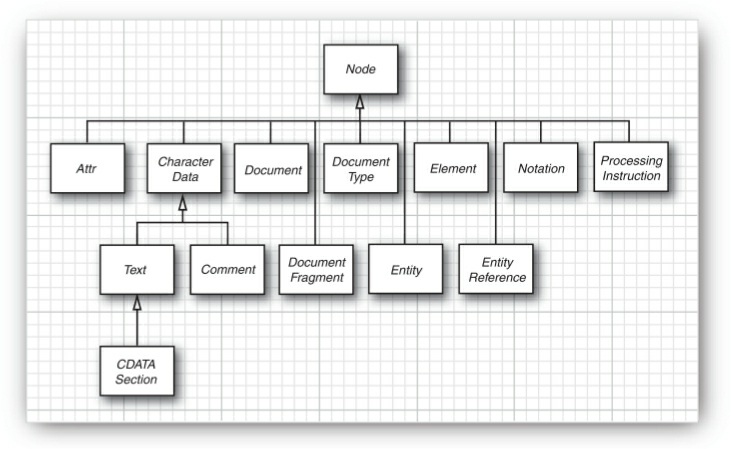 Node
Attr
Character
Data
Document
Document
Type
Element
Notation
Processing
Instruction
Text
Comment
Document
Fragment
Entity
Entity
Reference
CDATA
Section